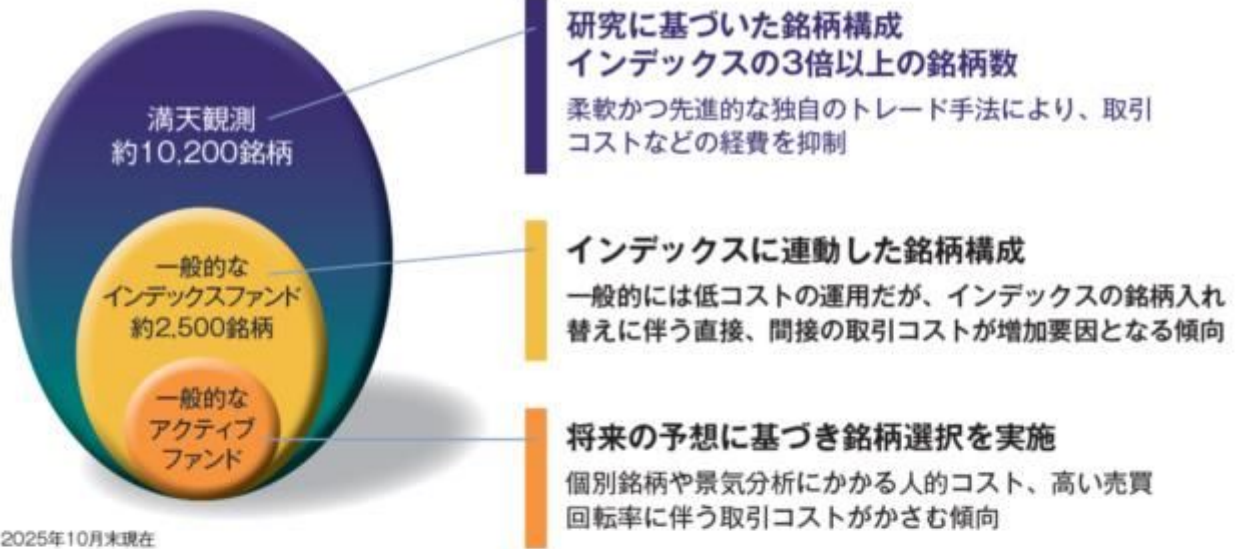 満天観測
約10,200銘柄
一般的な
インデックスファンド
約2,500銘柄
一般的な
アクティブ
ファンド
2025年10月末現在
研究に基づいた銘柄構成
インデックスの3倍以上の銘柄数
柔軟かつ先進的な独自のトレード手法により、取引
コストなどの経費を抑制
インデックスに連動した銘柄構成
一般的には低コストの運用だが、インデックスの銘柄入れ
替えに伴う直接、間接の取引コストが増加要因となる傾向
将来の予想に基づき銘柄選択を実施
個別銘柄や景気分析にかかる人的コスト、高い売買
回転率に伴う取引コストがかさむ傾向